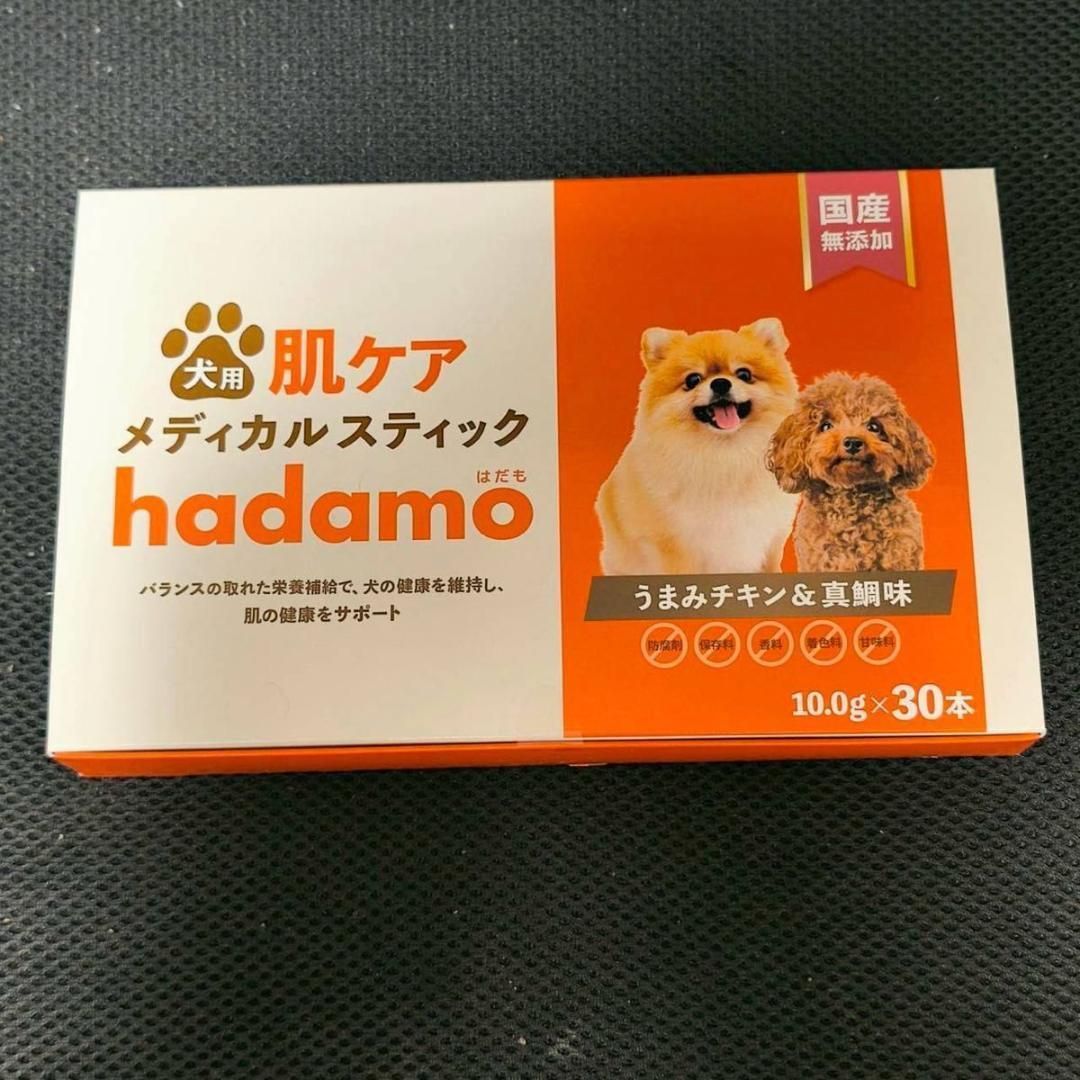 国産
無添加
犬用
肌ケア
メディカルスティック
はだも
hadamo
バランスの取れた栄養補給で、犬の健康を維持し、
肌の健康をサポート
うまみチキン&真鯛味
防腐剤 保存料 香料 着色料 甘味料
10.0g×30本